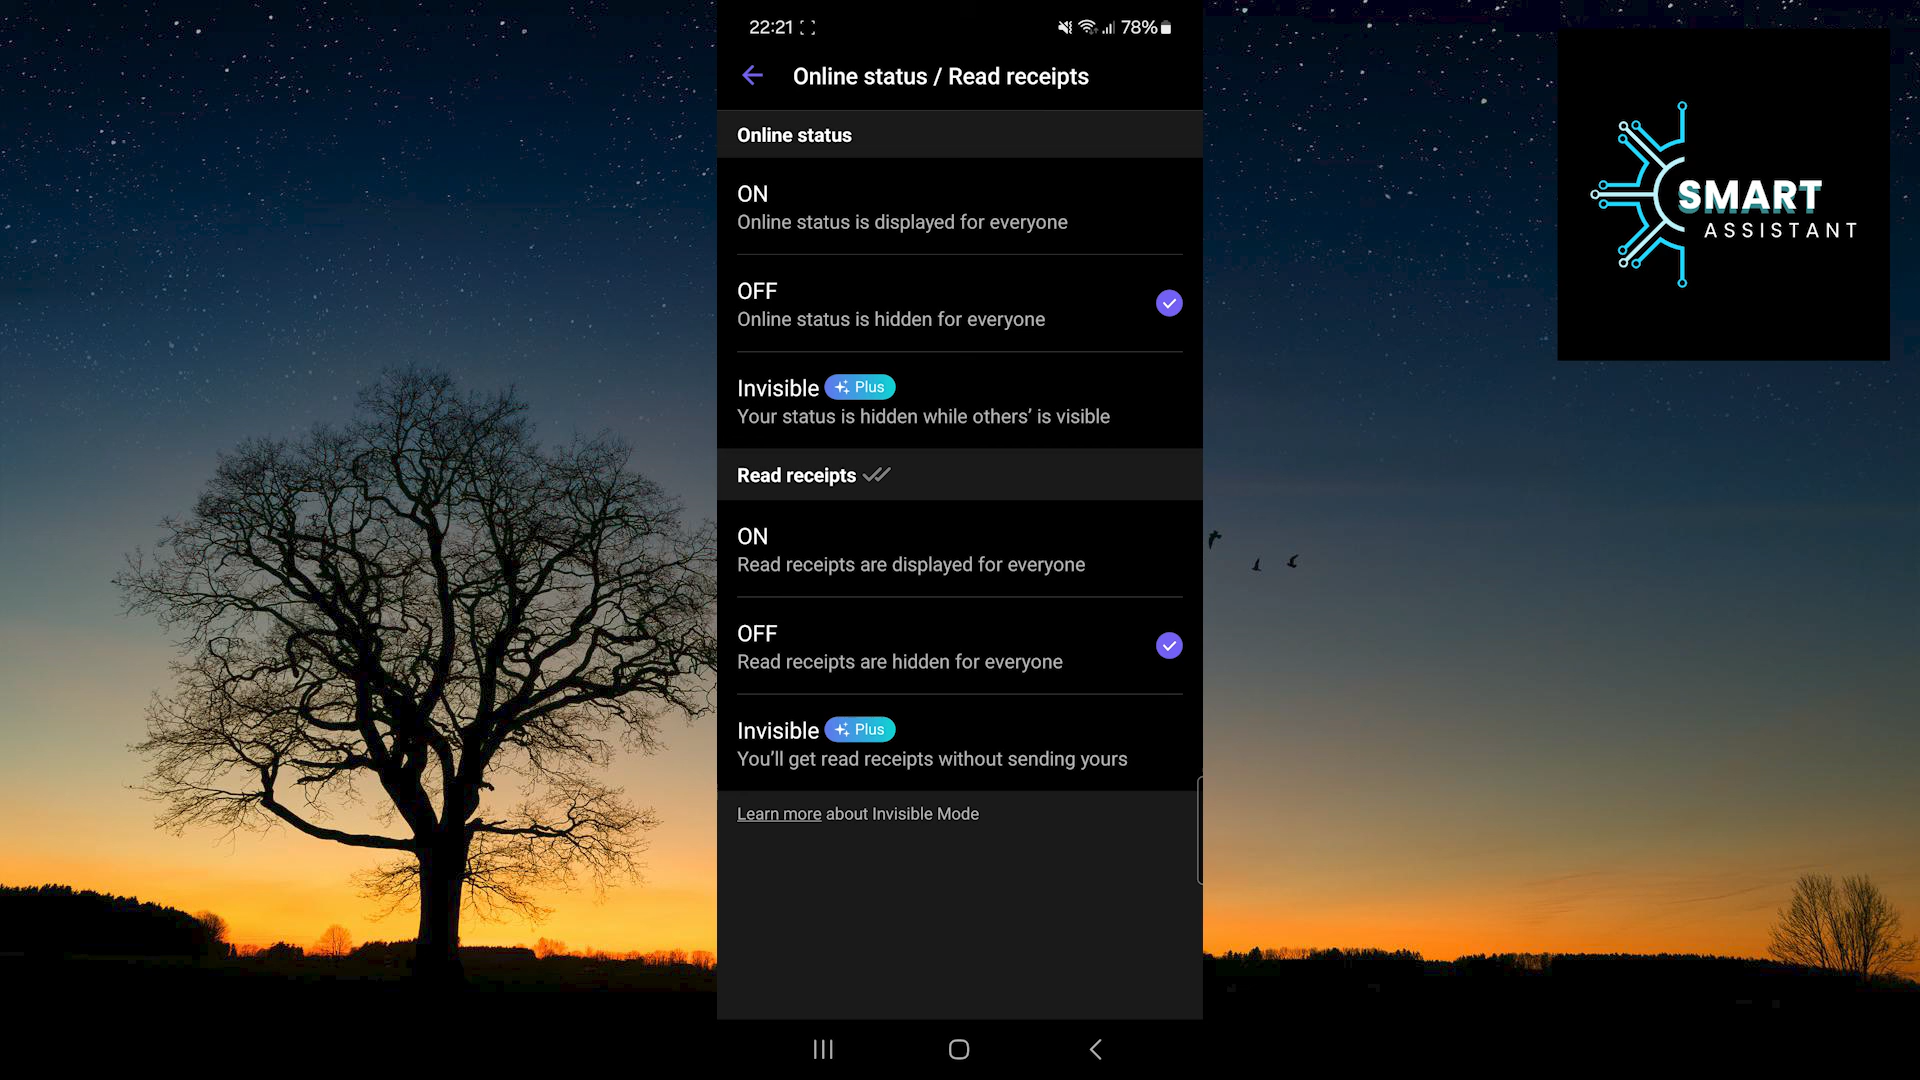 22:21
78%
Online status / Read receipts
Online status
ON
Online status is displayed for everyone
OFF
Online status is hidden for everyone
Invisible Plus
Your status is hidden while others’ is visible
Read receipts
ON
Read receipts are displayed for everyone
OFF
Read receipts are hidden for everyone
Invisible Plus
You’ll get read receipts without sending yours
Learn more about Invisible Mode
SMART
ASSISTANT